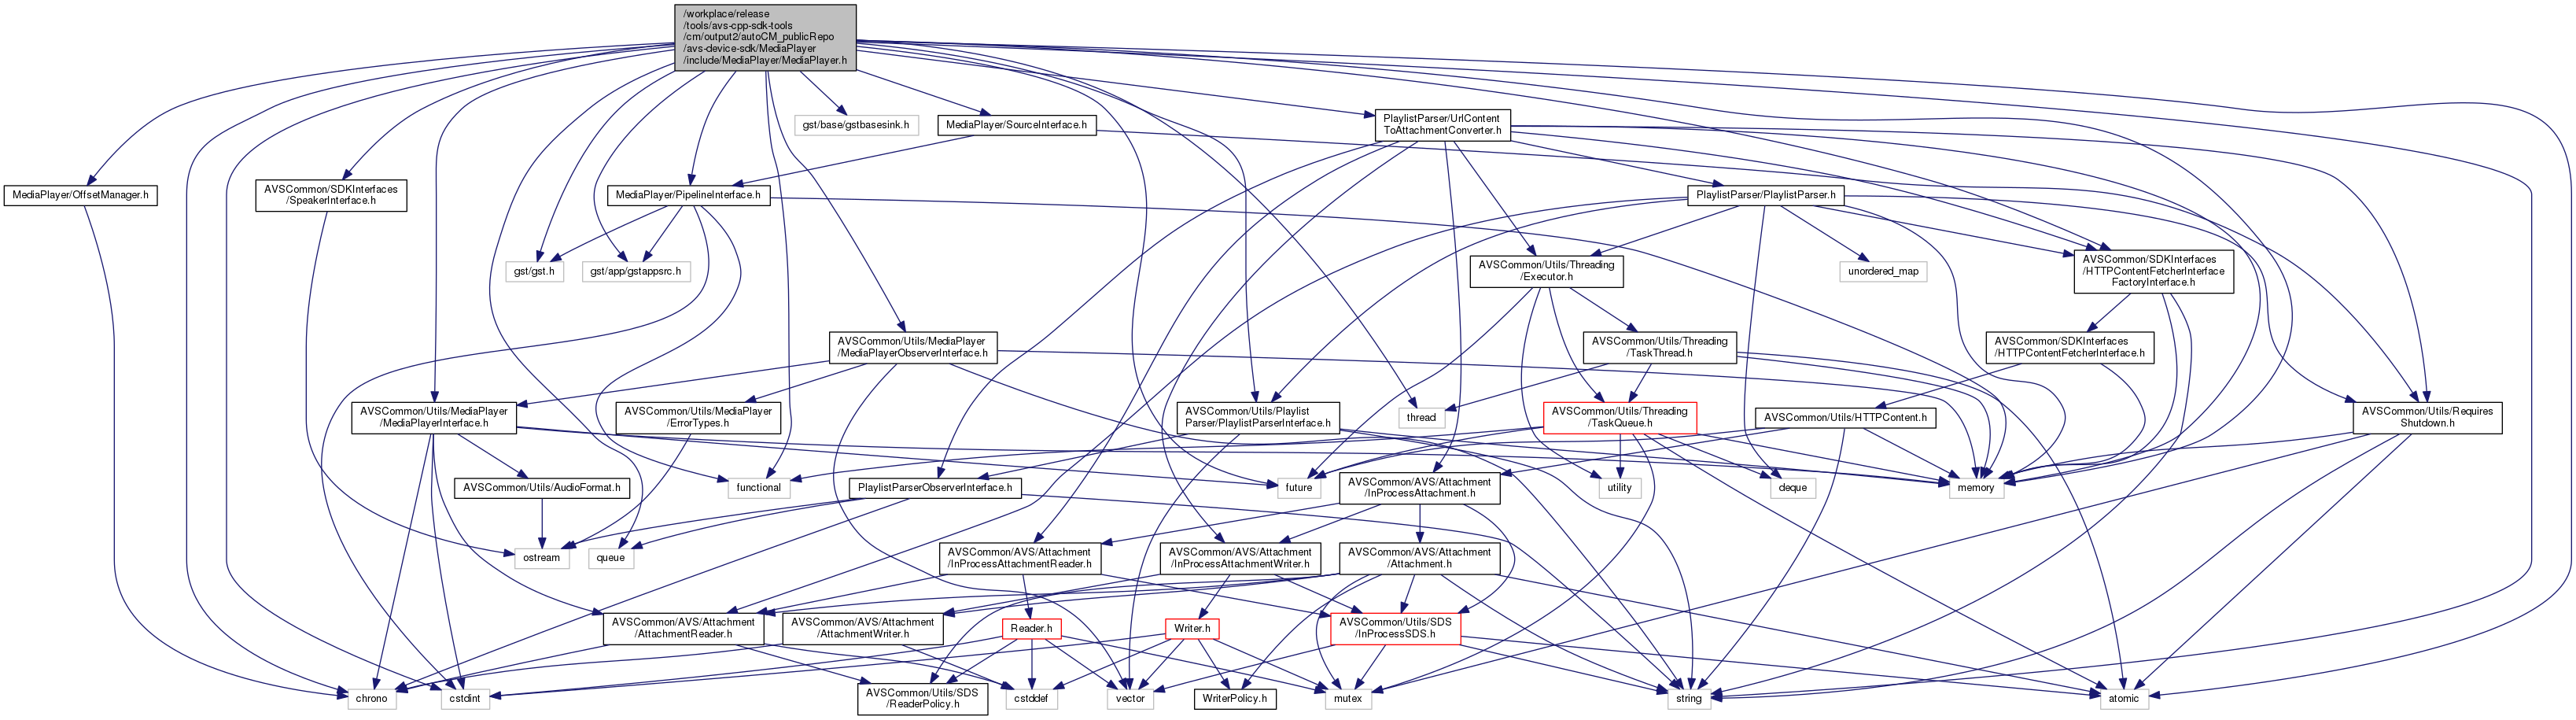 /workplace/release
/tools/avs-cpp-sdk-tools
/cm/output2/autoCM_publicRepo
/avs-device-sdk/MediaPlayer
/include/MediaPlayer/MediaPlayer.h
gst/base/gstbasesink.h
MediaPlayer/SourceInterface.h
PlaylistParser/UrlContent
ToAttachmentConverter.h
MediaPlayer/OffsetManager.h
AVSCommon/SDKInterfaces
/SpeakerInterface.h
MediaPlayer/PipelineInterface.h
PlaylistParser/PlaylistParser.h
gst/gst.h
gst/app/gstappsrc.h
AVSCommon/Utils/Threading
/Executor.h
unordered_map
AVSCommon/SDKInterfaces
/HTTPContentFetcherInterface
FactoryInterface.h
AVSCommon/Utils/MediaPlayer
/MediaPlayerObserverInterface.h
AVSCommon/Utils/Threading
/TaskThread.h
AVSCommon/SDKInterfaces
/HTTPContentFetcherInterface.h
AVSCommon/Utils/MediaPlayer
/MediaPlayerInterface.h
AVSCommon/Utils/MediaPlayer
/ErrorTypes.h
AVSCommon/Utils/Playlist
Parser/PlaylistParserInterface.h
thread
AVSCommon/Utils/Threading
/TaskQueue.h
AVSCommon/Utils/HTTPContent.h
AVSCommon/Utils/Requires
Shutdown.h
AVSCommon/Utils/AudioFormat.h
functional
PlaylistParserObserverInterface.h
future
AVSCommon/AVS/Attachment
/InProcessAttachment.h
utility
deque
memory
ostream
queue
AVSCommon/AVS/Attachment
/InProcessAttachmentReader.h
AVSCommon/AVS/Attachment
/InProcessAttachmentWriter.h
AVSCommon/AVS/Attachment
/Attachment.h
AVSCommon/AVS/Attachment
/AttachmentReader.h
AVSCommon/AVS/Attachment
/AttachmentWriter.h
Reader.h
Writer.h
AVSCommon/Utils/SDS
/InProcessSDS.h
chrono
cstdint
AVSCommon/Utils/SDS
/ReaderPolicy.h
cstddef
vector
WriterPolicy.h
mutex
string
atomic